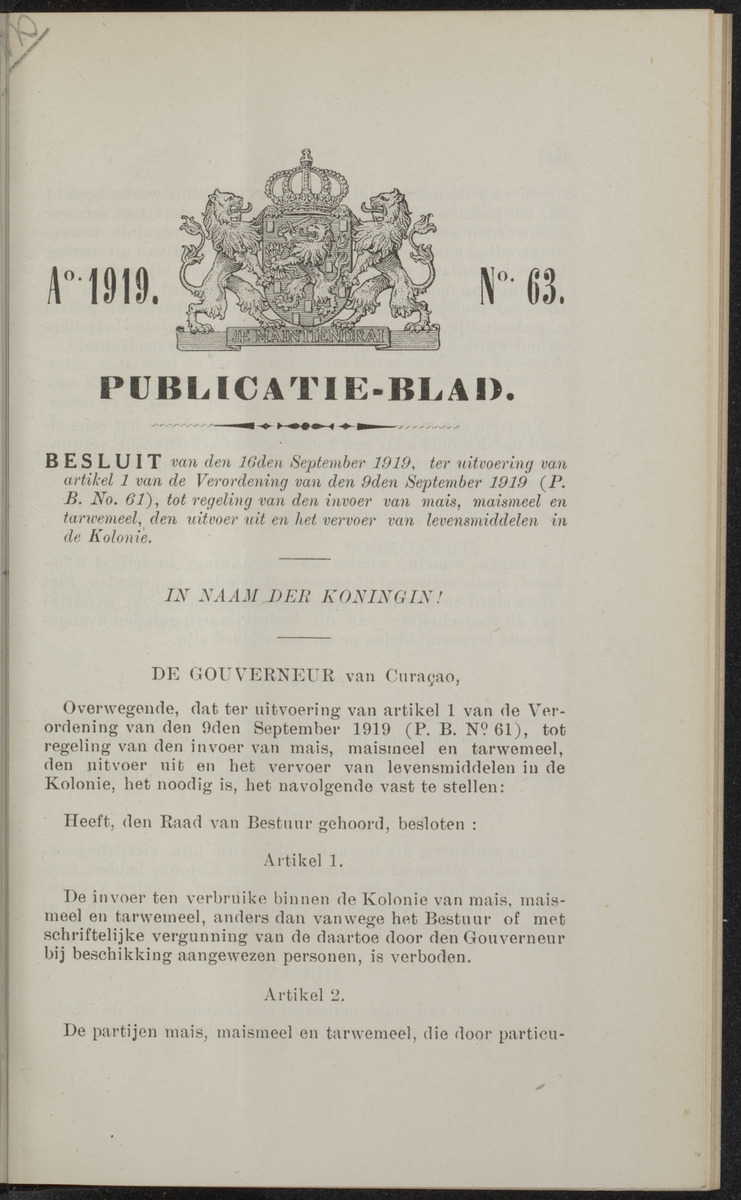 Aº. 1919.
Nº. 63.
JE MAINTIENDRAI
PUBLICATIE-BLAD.
BESLUIT van den 16den September 1919, ter uitvoering van
artikel 1 van de Verordening van den 9den September 1919 (P.
B. No. 61), tot regeling van den invoer van mais, maismeel en
tarwemeel, den uitvoer uit en het vervoer van levensmiddelen in
de Kolonie.
IN NAAM DER KONINGIN!
DE GOUVERNEUR van Curaçao,
Overwegende, dat ter uitvoering van artikel 1 van de Ver-
ordening van den 9den September 1919 (P. B. Nº 61), tot
regeling van den invoer van mais, maismeel en tarwemeel,
den uitvoer uit en het vervoer van levensmiddelen in de
Kolonie, het noodig is, het navolgende vast te stellen:
Heeft, den Raad van Bestuur gehoord, besloten :
Artikel 1.
De invoer ten verbruike binnen de Kolonie van mais, mais-
meel en tarwemeel, anders dan vanwege het Bestuur of met
schriftelijke vergunning van de daartoe door den Gouverneur
bij beschikking aangewezen personen, is verboden.
Artikel 2.
De partijen mais, maismeel en tarwemeel, die door particu-